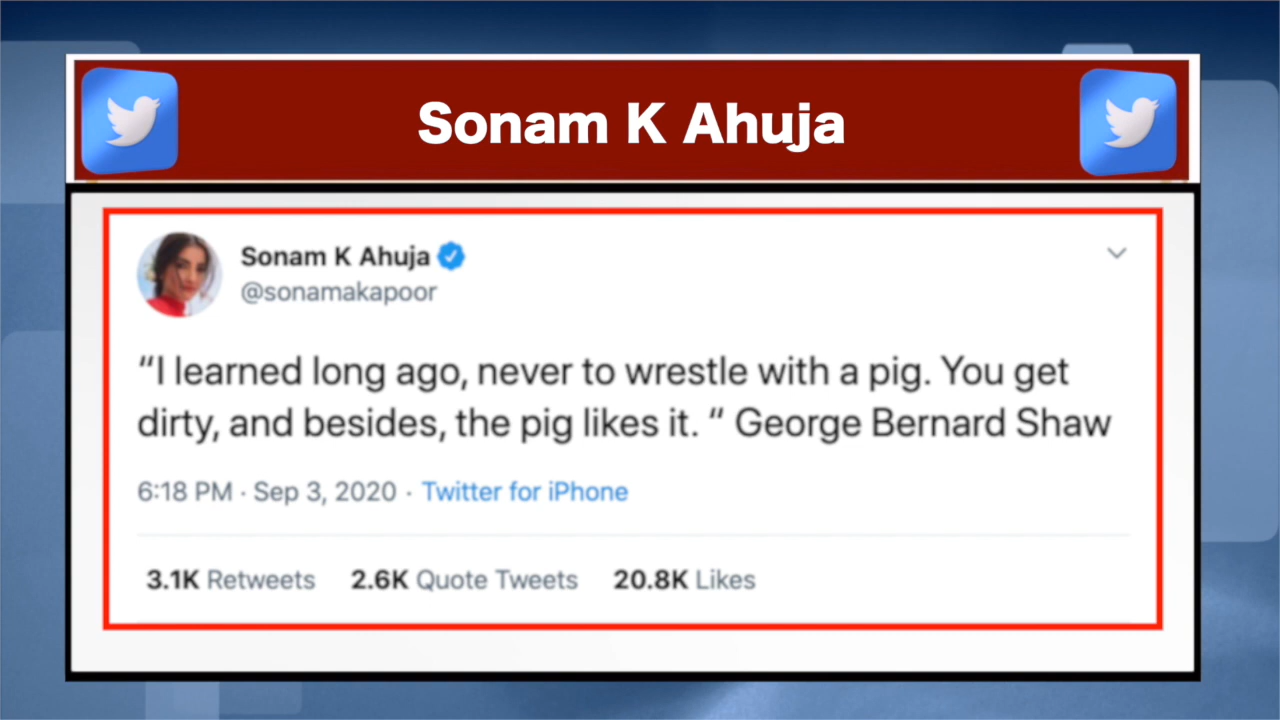 Sonam K Ahuja
Sonam K Ahuja
@sonamakapoor
“I learned long ago, never to wrestle with a pig. You get
dirty, and besides, the pig likes it. “ George Bernard Shaw
6:18 PM · Sep 3, 2020 · Twitter for iPhone
3.1K Retweets 2.6K Quote Tweets 20.8K Likes